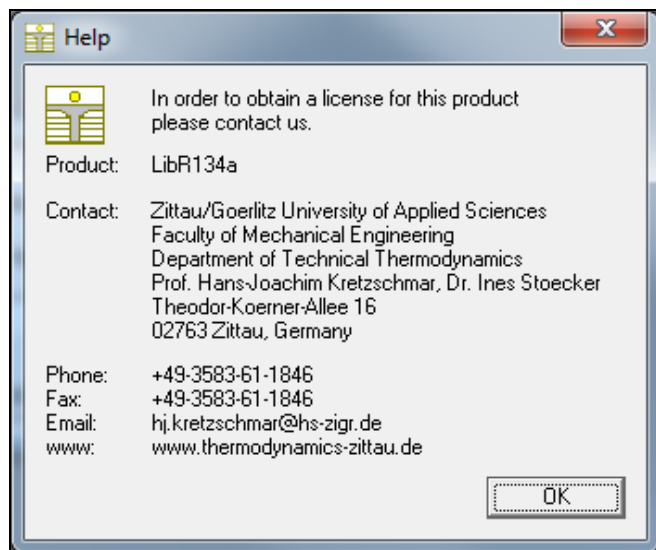 Help
In order to obtain a license for this product
please contact us.
Product: LibR134a
Contact: Zittau/Goerlitz University of Applied Sciences
Faculty of Mechanical Engineering
Department of Technical Thermodynamics
Prof. Hans-Joachim Kretzschmar, Dr. Ines Stoecker
Theodor-Koerner-Allee 16
02763 Zittau, Germany
Phone: +49-3583-61-1846
Fax: +49-3583-61-1846
Email: hj.kretzschmar@hs-zigr.de
www: www.thermodynamics-zittau.de
OK